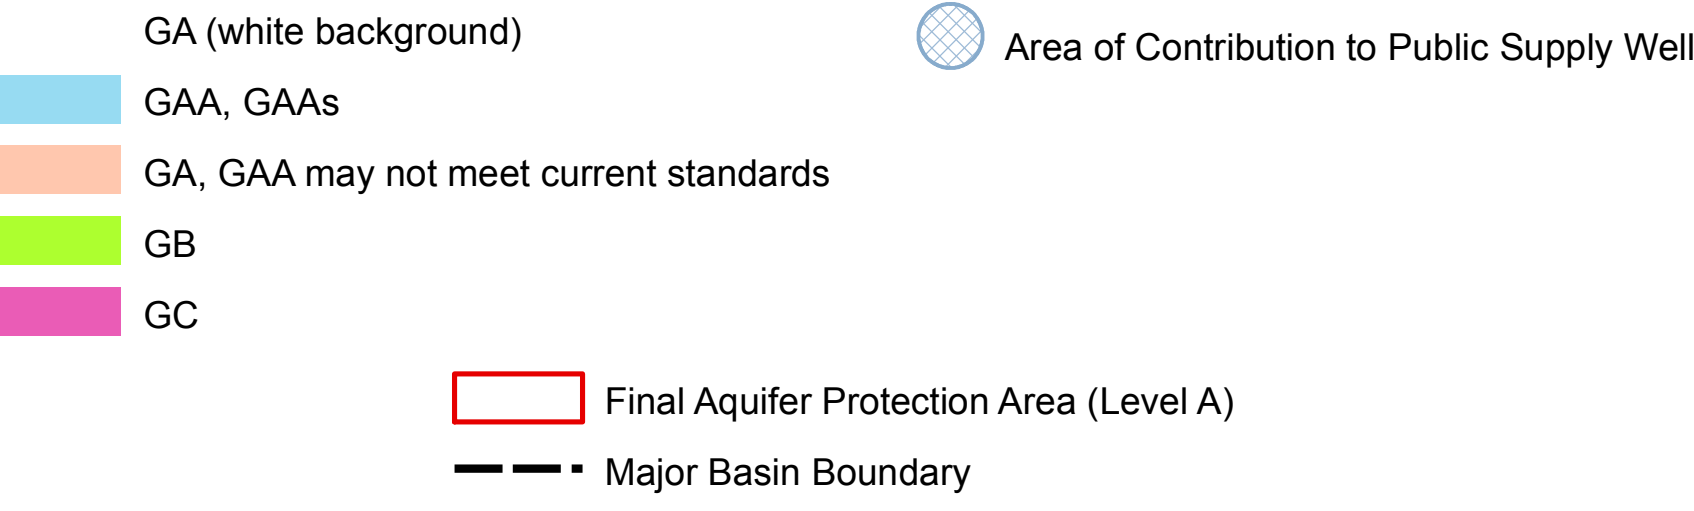 GA (white background)
Area of Contribution to Public Supply Well
GAA, GAAs
GA, GAA may not meet current standards
GB
GC
Final Aquifer Protection Area (Level A)
Major Basin Boundary